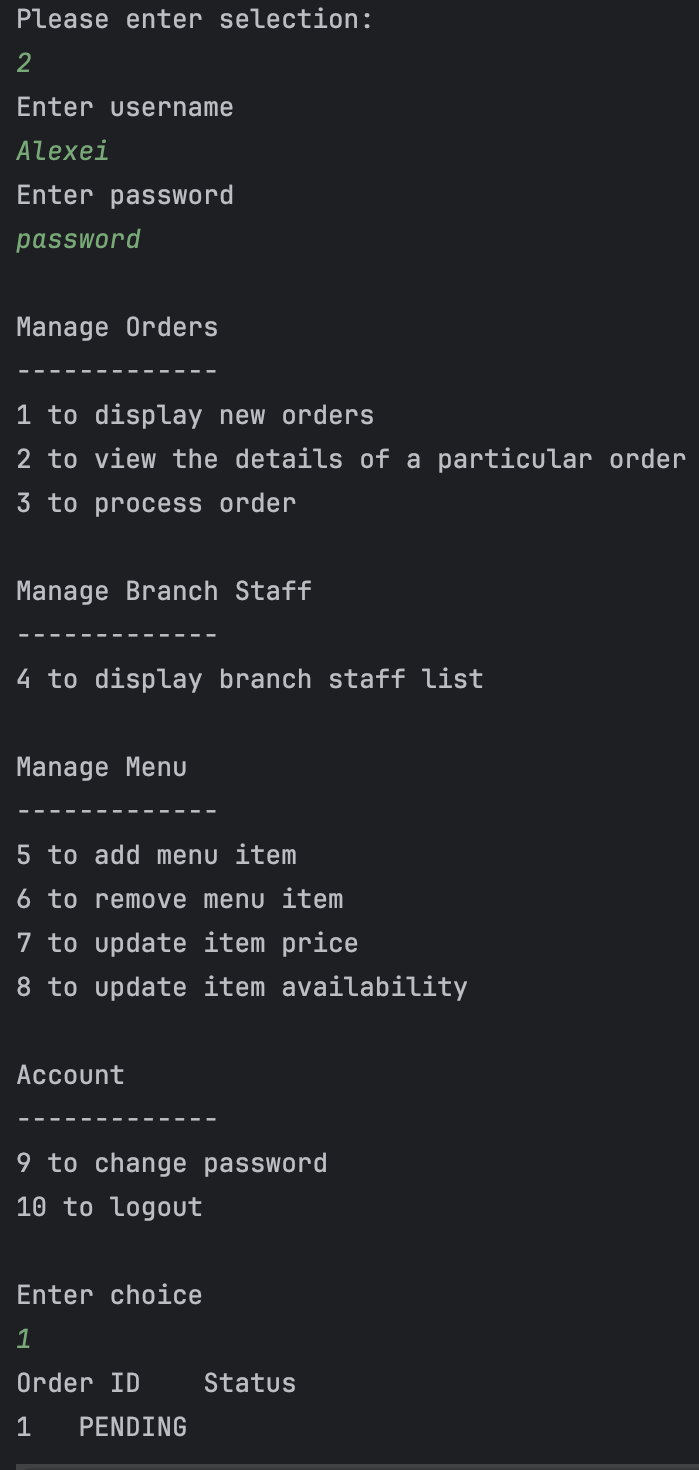 Please enter selection:
2
Enter username
Alexei
Enter password
password
Manage Orders
-------------
1 to display new orders
2 to view the details of a particular order
3 to process order
Manage Branch Staff
-------------
4 to display branch staff list
Manage Menu
-------------
5 to add menu item
6 to remove menu item
7 to update item price
8 to update item availability
Account
-------------
9 to change password
10 to logout
Enter choice
1
Order ID    Status
1   PENDING